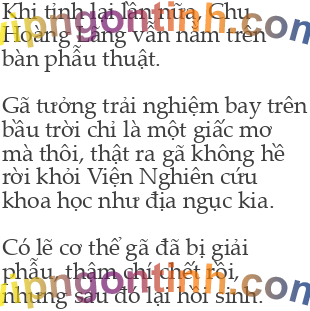 Khi tỉnh lại lần nữa, Chu
Hoàng Lăng vẫn nằm trên
bàn phẫu thuật.
Gã tưởng trải nghiệm bay trên
bầu trời chỉ là một giấc mơ
mà thôi, thật ra gã không hề
rời khỏi Viện Nghiên cứu
khoa học như địa ngục kia.
Có lẽ cơ thể gã đã bị giải
phẫu, thậm chí chết rồi,
nhưng sau đó lại hồi sinh.